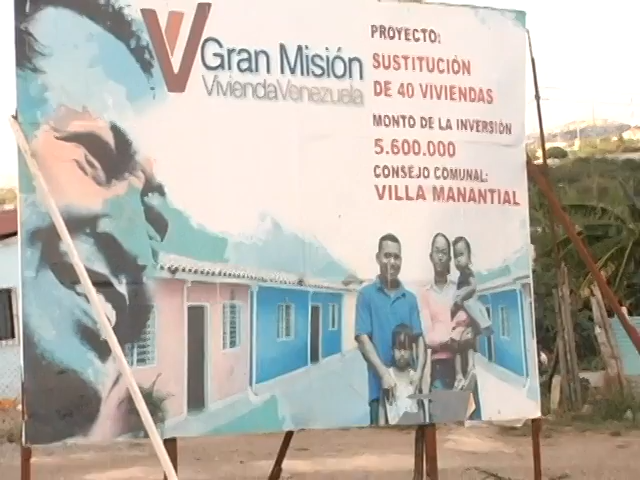 V
Gran Misión
ViviendaVenezuela
PROYECTO:
SUSTITUCIÓN
DE 40 VIVIENDAS
MONTO DE LA INVERSIÓN
5.600.000
CONSEJO COMUNAL:
VILLA MANANTIAL